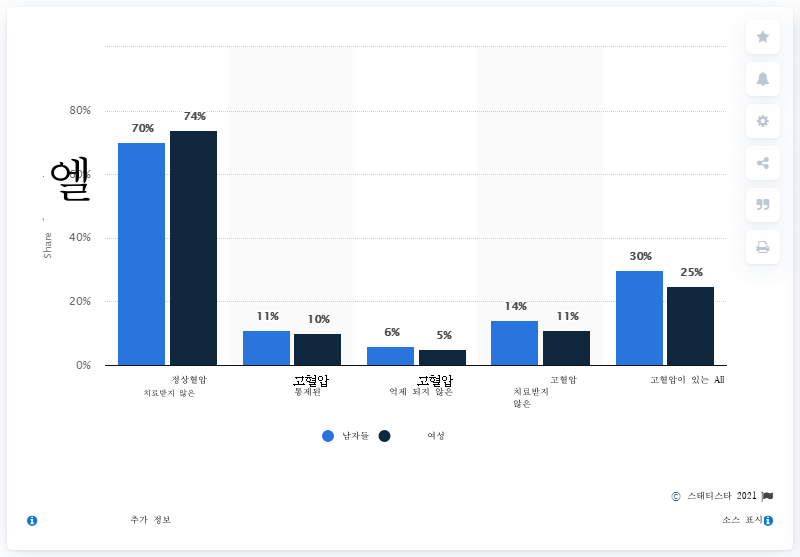 80%
70%
74%
엘
60%
Share
40%
20%
0%
11%
10%
6%
5%
14%
11%
30%
25%
정상혈압
치료받지 않은
고혈압
통제된
고혈압
억제 되지 않은
고혈압
치료받지
않은
고혈압이 있는 All
남자들
여성
© 스태티스타 2021
추가 정보
소스 표시